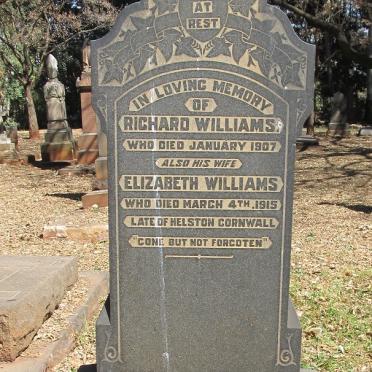 AT
REST
IN LOVING MEMORY
OF
RICHARD WILLIAMS
WHO DIED JANUARY 1907
ALSO HIS WIFE
ELIZABETH WILLIAMS
WHO DIED MARCH 4TH, 1915
LATE OF HELSTON CORNWALL
"GONE BUT NOT FORGOTEN"